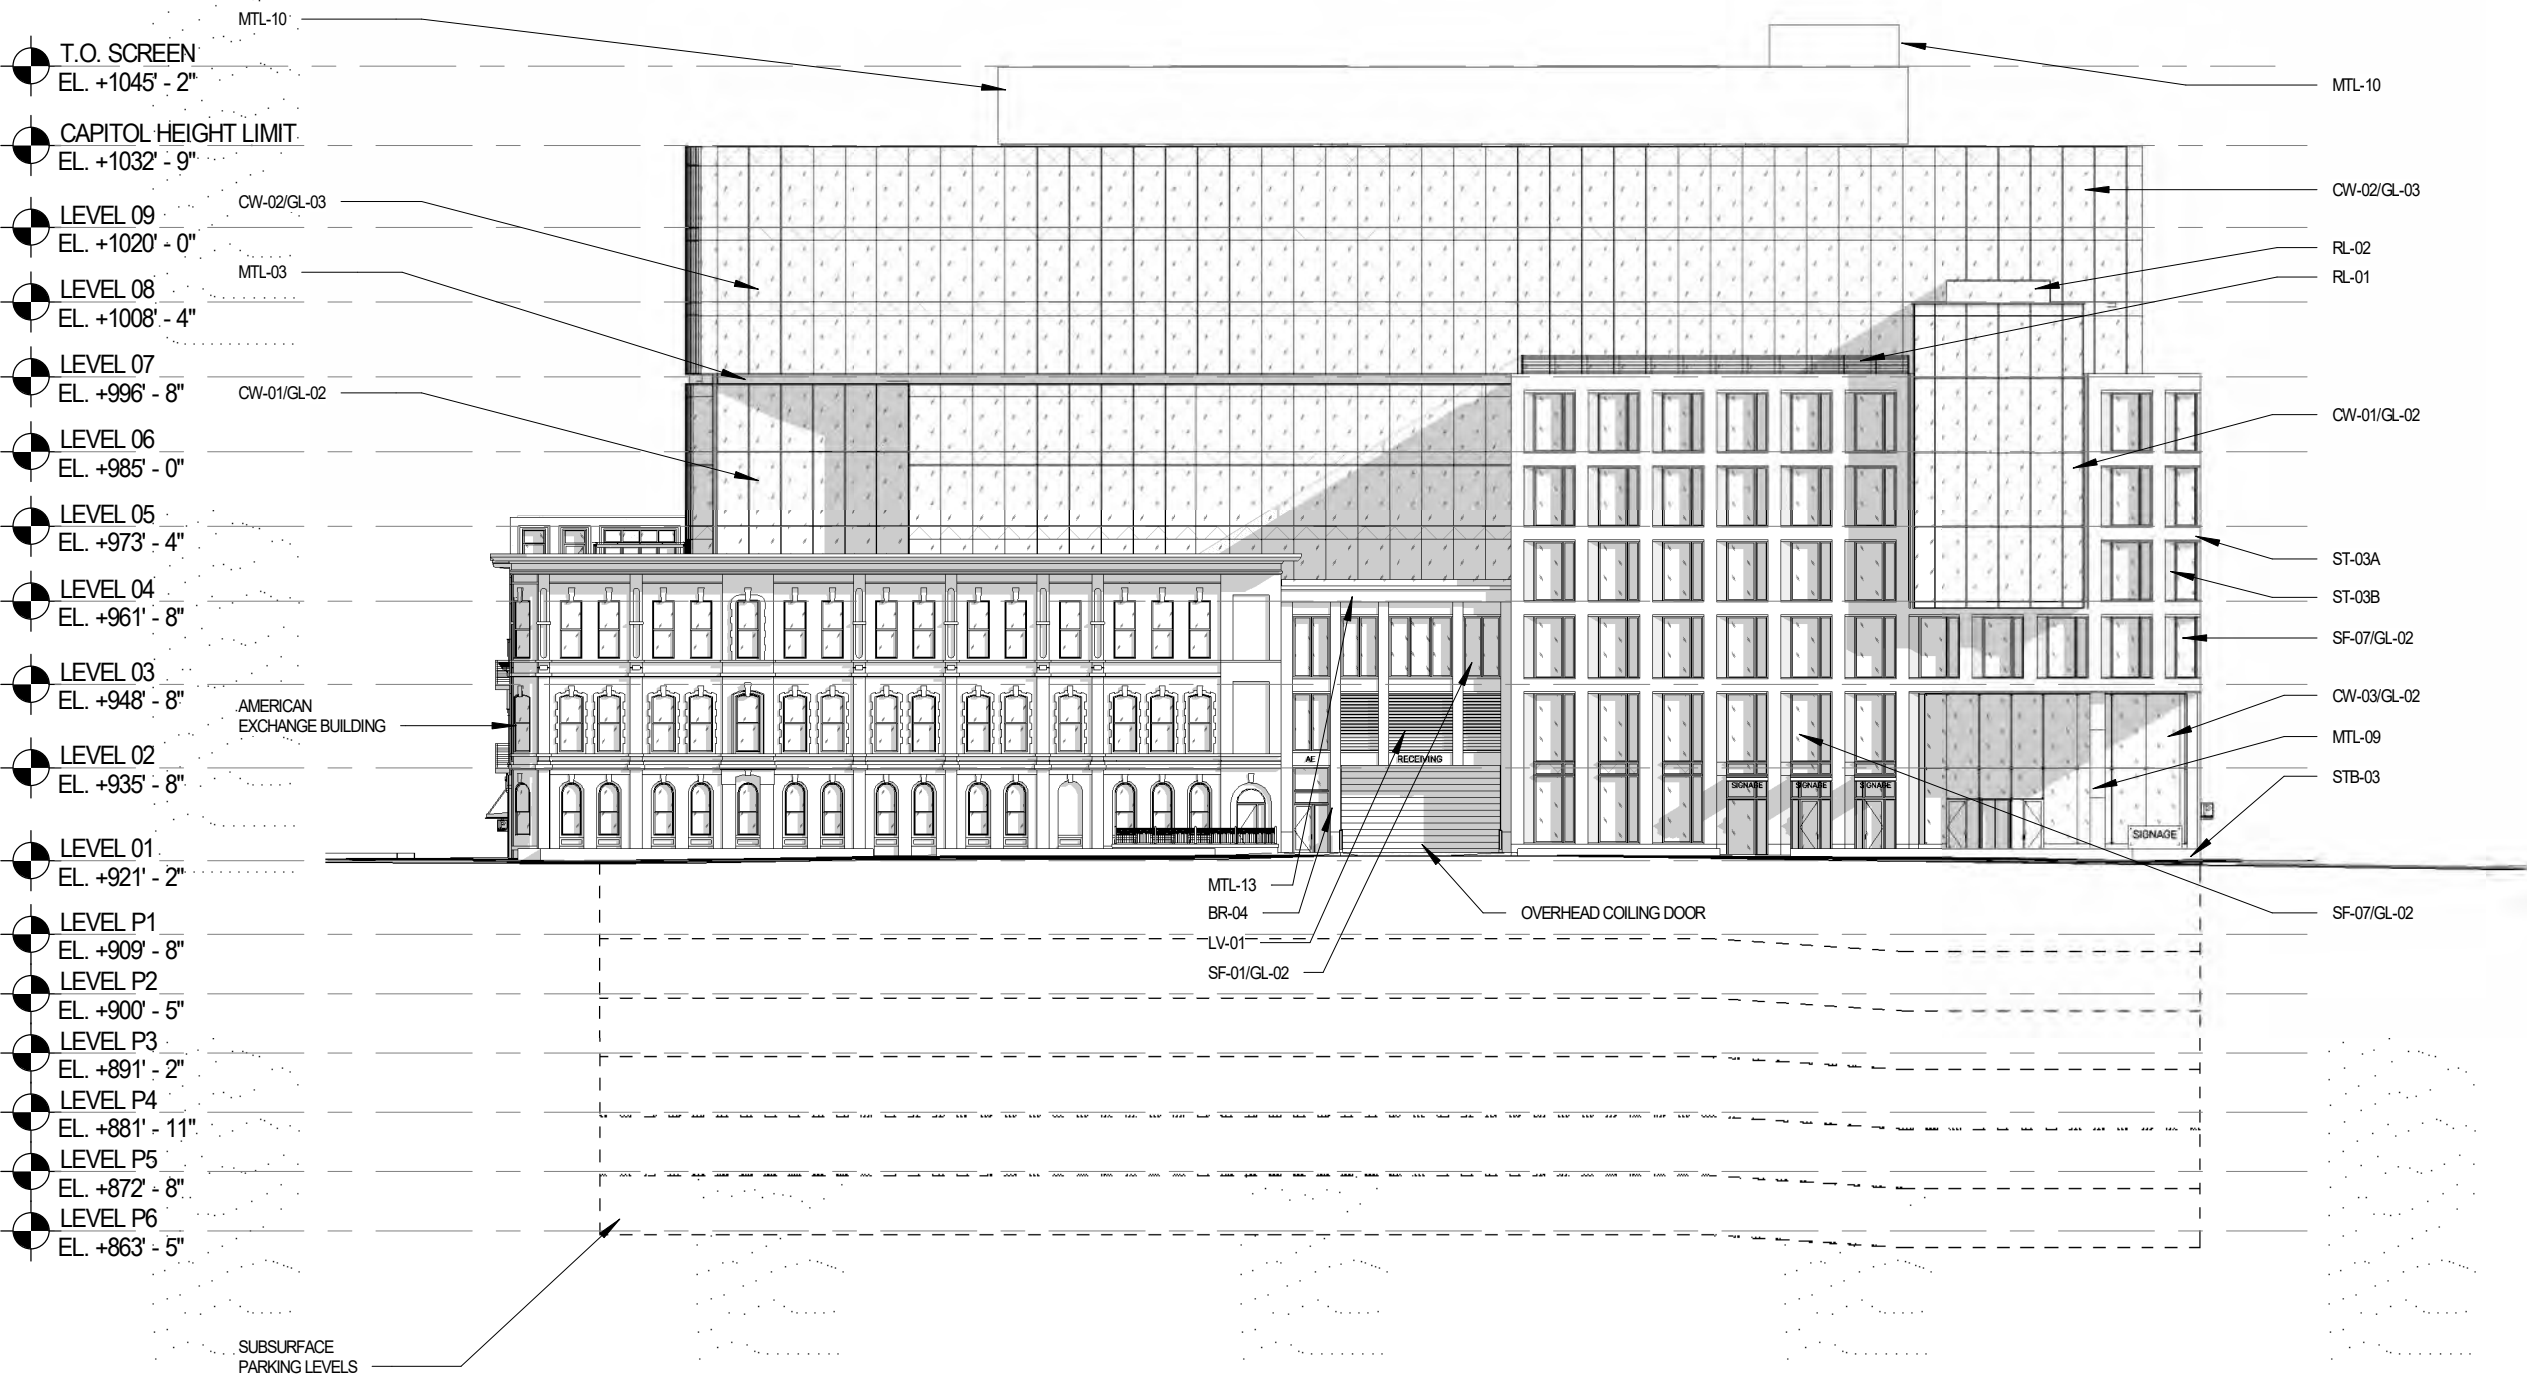 MTL-10
T.O. SCREEN
EL. +1045' - 2"
MTL-10
CAPITOL HEIGHT LIMIT
EL. +1032' - 9"
CW-02/GL-03
CW-02/GL-03
LEVEL 09
EL. +1020' - 0"
RL-02
MTL-03
RL-01
LEVEL 08
EL. +1008' - 4"
LEVEL 07
EL. +996' - 8"
CW-01/GL-02
CW-01/GL-02
LEVEL 06
EL. +985' - 0"
LEVEL 05
EL. +973' - 4"
ST-03A
LEVEL 04
EL. +961' - 8"
ST-03B
SF-07/GL-02
LEVEL 03
EL. +948' - 8"
CW-03/GL-02
AMERICAN
EXCHANGE BUILDING
MTL-09
LEVEL 02
EL. +935' - 8"
AE
RECEIVING
STB-03
SIGNAGE
SIGNAGE
SIGNAGE
SIGNAGE
LEVEL 01
EL. +921' - 2"
MTL-13
BR-04
OVERHEAD COILING DOOR
SF-07/GL-02
LEVEL P1
EL. +909' - 8"
LV-01
SF-01/GL-02
LEVEL P2
EL. +900' - 5"
LEVEL P3
EL. +891' - 2"
LEVEL P4
EL. +881' - 11"
LEVEL P5
EL. +872' - 8"
LEVEL P6
EL. +863' - 5"
SUBSURFACE
PARKING LEVELS